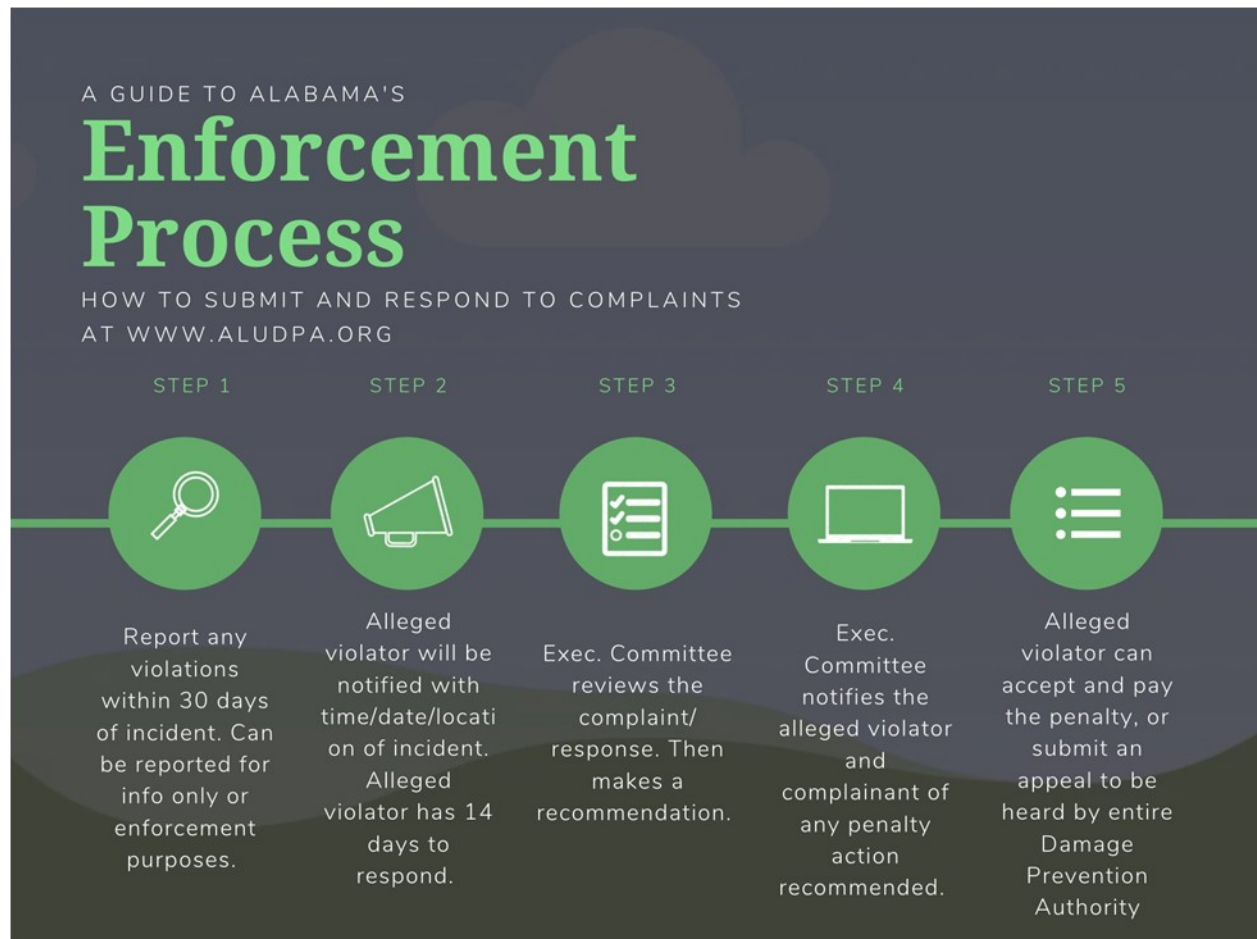 A GUIDE TO ALABAMA'S
Enforcement
Process
HOW TO SUBMIT AND RESPOND TO COMPLAINTS
AT WWW.ALUDPA.ORG
STEP 1
Report any
violations
within 30 days
of incident. Can
be reported for
info only or
enforcement
purposes.
STEP 2
Alleged
violator will be
notified with
time/date/locati
on of incident.
Alleged
violator has 14
days to
respond.
STEP 3
Exec. Committee
reviews the
complaint/
response. Then
makes a
recommendation.
STEP 4
Exec.
Committee
notifies the
alleged violator
and
complainant of
any penalty
action
recommended.
STEP 5
Alleged
violator can
accept and pay
the penalty, or
submit an
appeal to be
heard by entire
Damage
Prevention
Authority